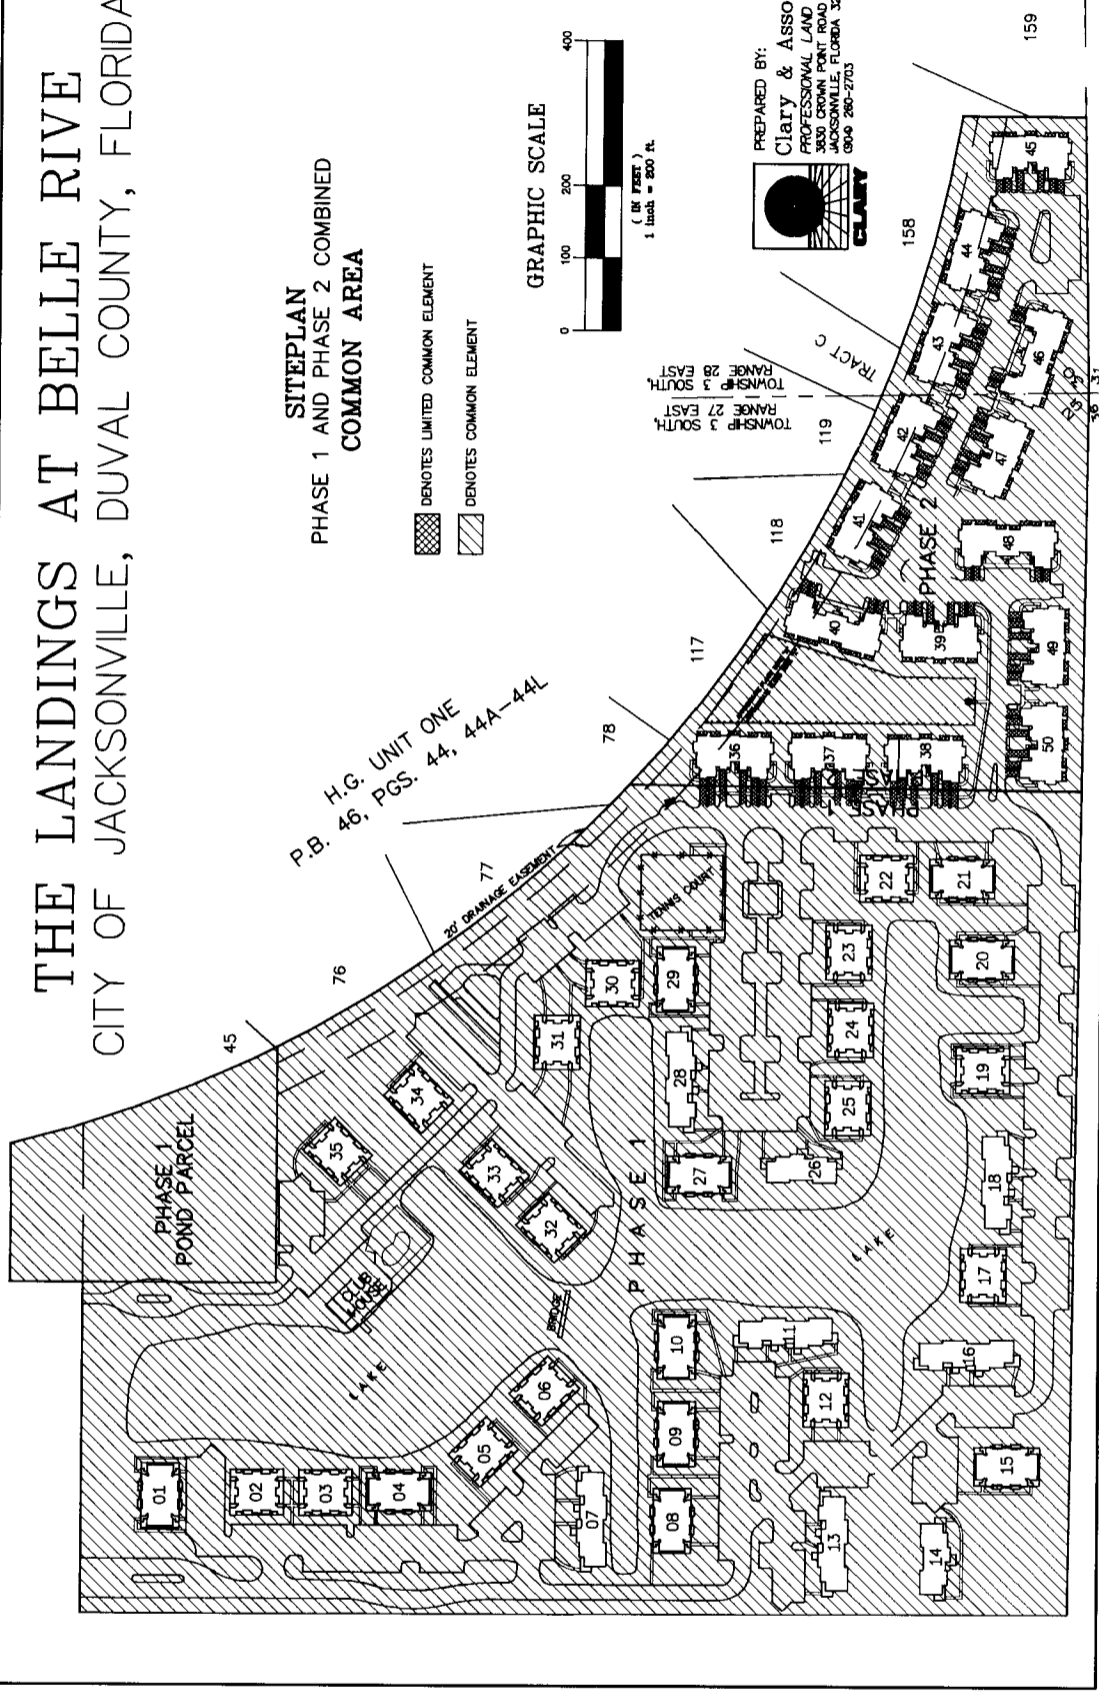 THE LANDINGS AT BELLE RIVE
CITY OF JACKSONVILLE, DUVAL COUNTY, FLORIDA
SITEPLAN
PHASE 1 AND PHASE 2 COMBINED
COMMON AREA
DENOTES LIMITED COMMON ELEMENT
DENOTES COMMON ELEMENT
GRAPHIC SCALE
0 100 200 400
( IN FEET )
1 inch = 200 ft.
PREPARED BY:
Clary & Asso
PROFESSIONAL LAND
3830 CROWN POINT ROAD
JACKSONVILLE, FLORIDA 32
(904) 260-2703
CLARY
H.G. UNIT ONE
P.B. 46, PGS. 44, 44A-44L
20' DRAINAGE EASEMENT
45
76
77
78
117
118
119
158
159
TRACT C
TOWNSHIP 3 SOUTH,
RANGE 27 EAST
TOWNSHIP 3 SOUTH,
RANGE 28 EAST
PHASE 1
POND PARCEL
CLUB
HOUSE
LAKE
BRIDGE
PHASE 1
LAKE
TENNIS COURT
PHASE 1
PHASE 2
01
02
03
04
05
06
07
08
09
10
11
12
13
14
15
16
17
18
19
20
21
22
23
24
25
26
27
28
29
30
31
32
33
34
35
36
37
38
39
40
41
42
43
44
45
46
47
48
49
50
36 31